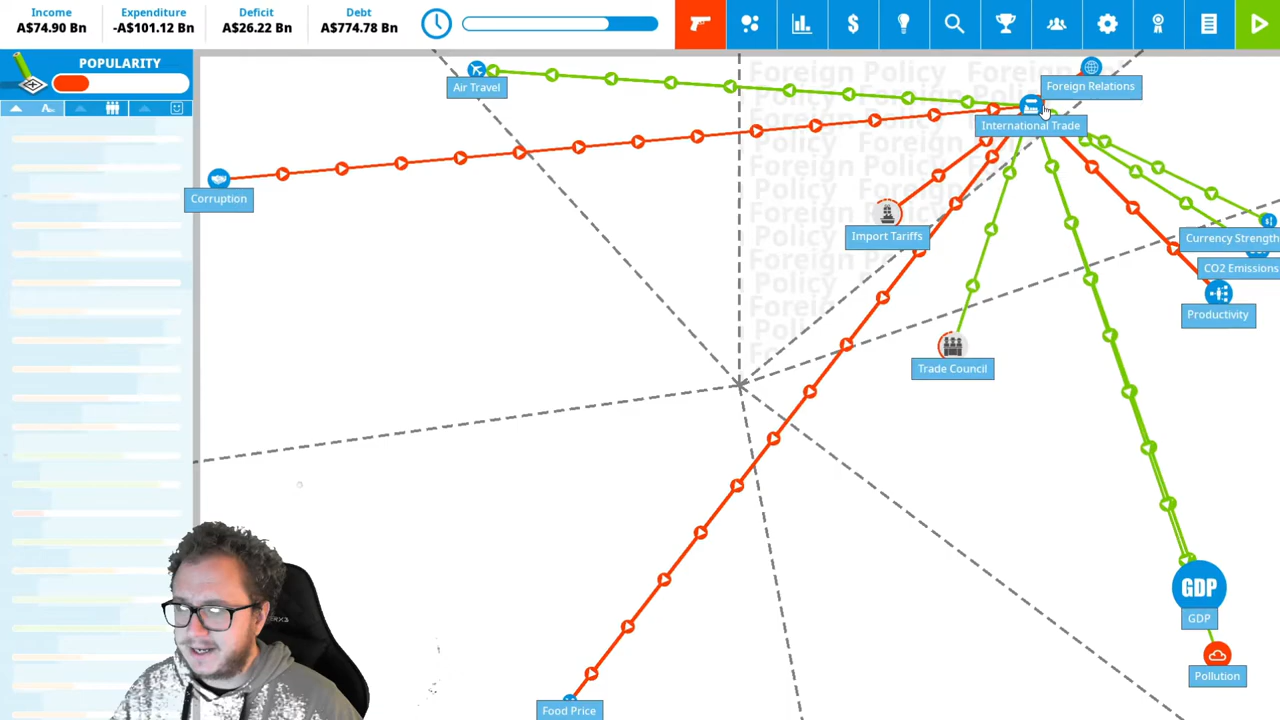 Income
A$74.90 Bn
Expenditure
-A$101.12 Bn
Deficit
A$26.22 Bn
Debt
A$774.78 Bn
POPULARITY
Foreign Policy Foreign
Foreign Relations
Air Travel
International Trade
Corruption
Import Tariffs
Currency Strength
CO2 Emissions
Productivity
Trade Council
GDP
GDP
Pollution
Food Price